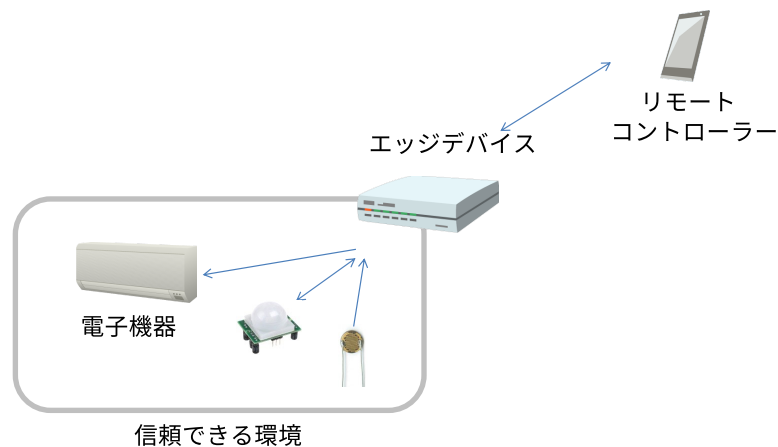 リモート
コントローラー
エッジデバイス
電子機器
信頼できる環境